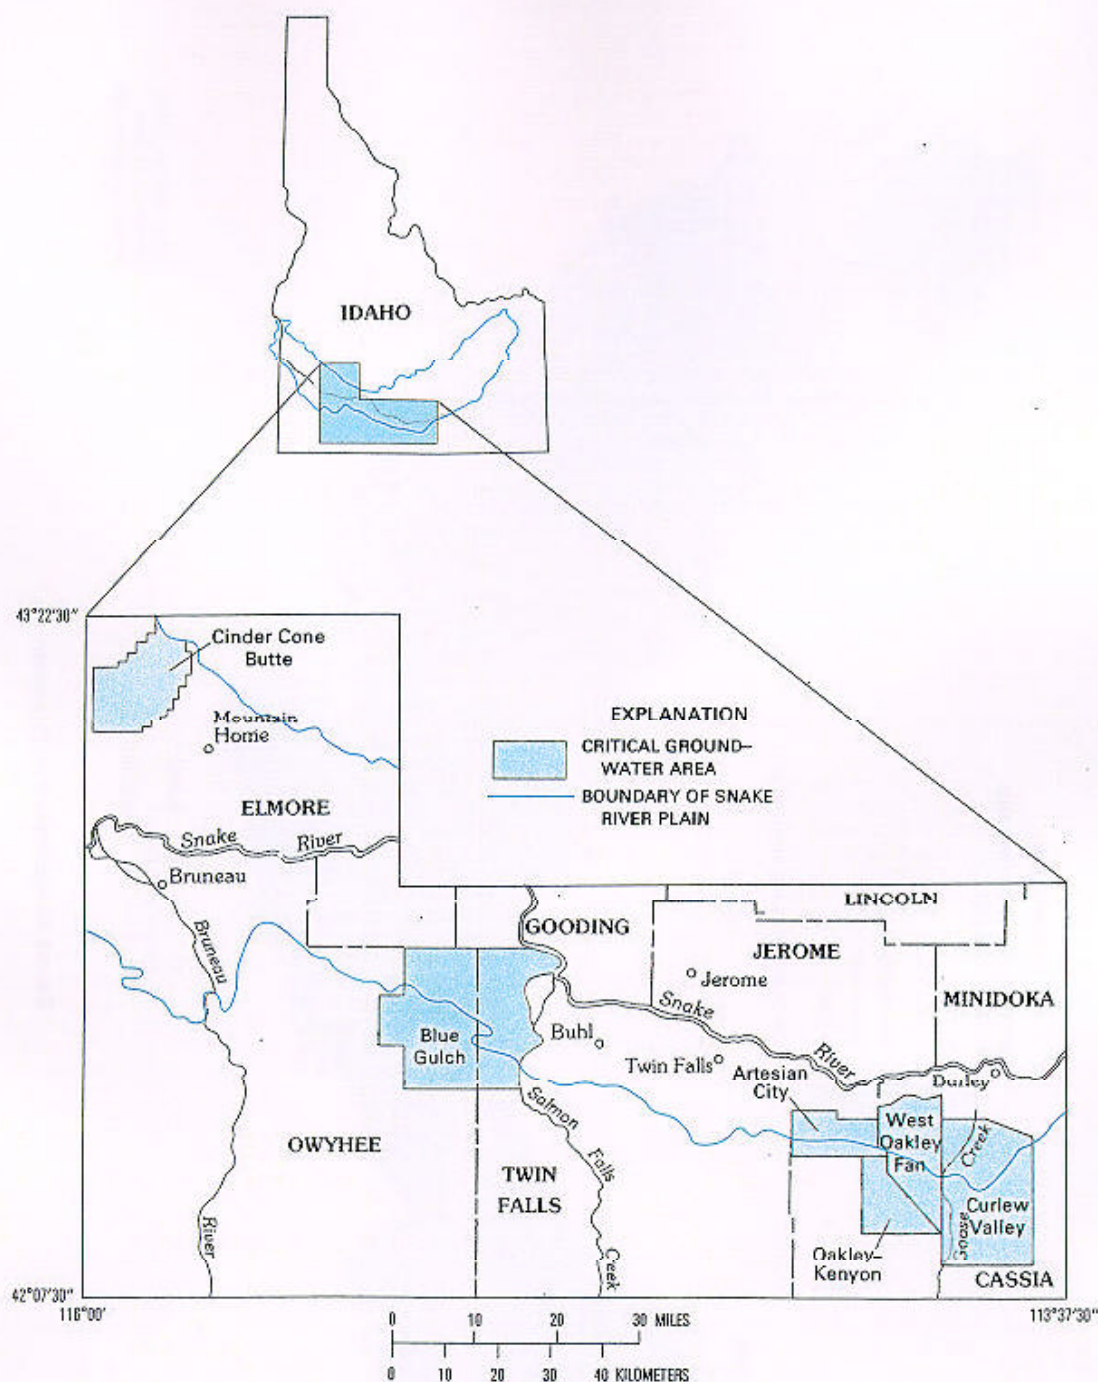 IDAHO
43°22'30"
Cinder Cone
Butte
Mountain
Home
EXPLANATION
CRITICAL GROUND–
WATER AREA
BOUNDARY OF SNAKE
RIVER PLAIN
ELMORE
Snake River
Bruneau
Bruneau
River
LINCOLN
GOODING
JEROME
Jerome
MINIDOKA
Snake
River
Blue
Gulch
Buhl
Twin Falls
Artesian
City
Burley
West
Oakley
Fan
Creek
Goose
Curlew
Valley
Salmon
Falls
Creek
OWYHEE
TWIN
FALLS
Oakley–
Kenyon
CASSIA
42°07'30"
116°00'
113°37'30"
0 10 20 30 MILES
0 10 20 30 40 KILOMETERS